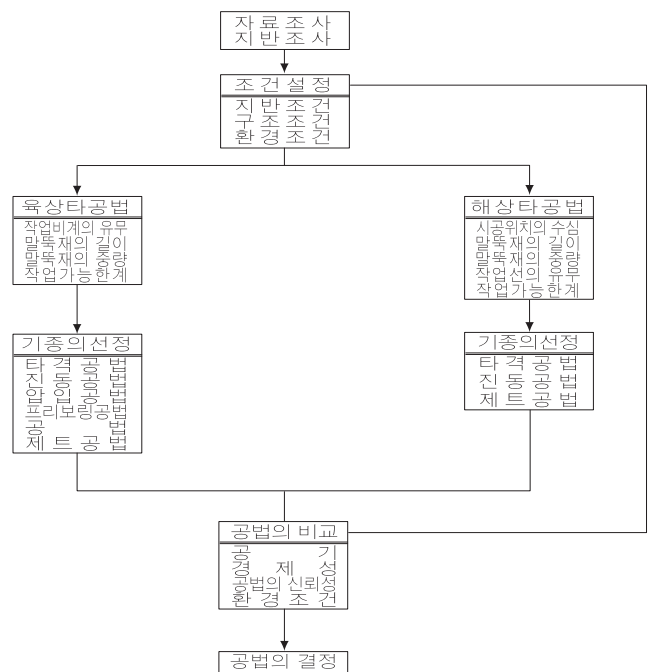 자 료 조 사
지 반 조 사
조 건 설 정
지 반 조 건
구 조 조 건
환 경 조 건
육상타공법
작업비계의 유무
말뚝재의 길이
말뚝재의 중량
작업가능한계
기종의선정
타 격 공 법
진 동 공 법
압 입 공 법
프리보링공법
공 법
제 트 공 법
해상타공법
시공위치의 수심
말뚝재의 길이
말뚝재의 중량
작업선의 유무
작업가능한계
기종의선정
타 격 공 법
진 동 공 법
제 트 공 법
공법의 비교
공 기
경 제 성
공법의 신뢰성
환 경 조 건
공법의 결정